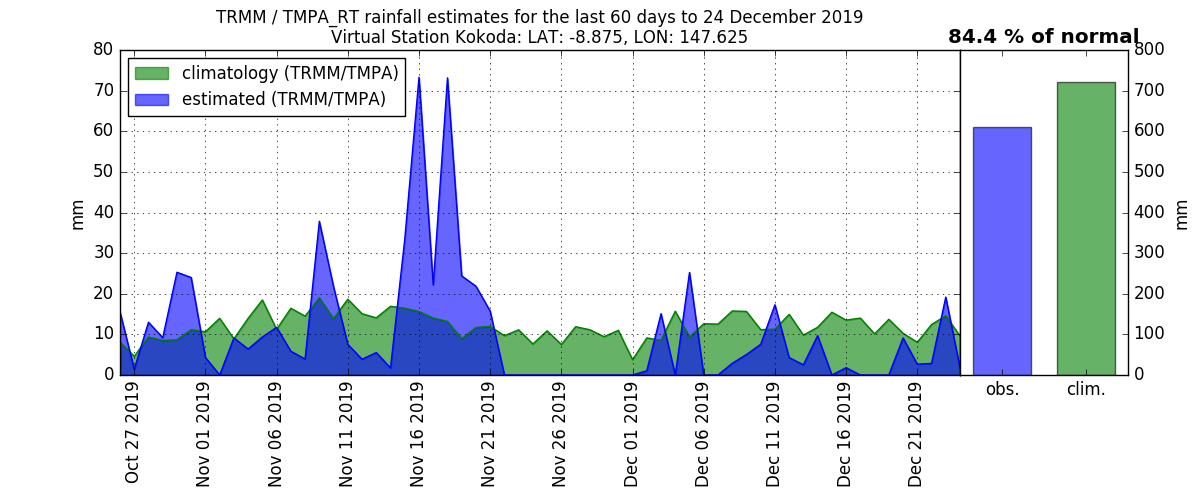 TRMM / TMPA_RT rainfall estimates for the last 60 days to 24 December 2019
Virtual Station Kokoda: LAT: -8.875, LON: 147.625
84.4 % of normal
climatology (TRMM/TMPA)
estimated (TRMM/TMPA)
mm
80
70
60
50
40
30
20
10
0
Oct 27 2019
Nov 01 2019
Nov 06 2019
Nov 11 2019
Nov 16 2019
Nov 21 2019
Nov 26 2019
Dec 01 2019
Dec 06 2019
Dec 11 2019
Dec 16 2019
Dec 21 2019
obs.
clim.
800
700
600
500
400
300
200
100
0
mm